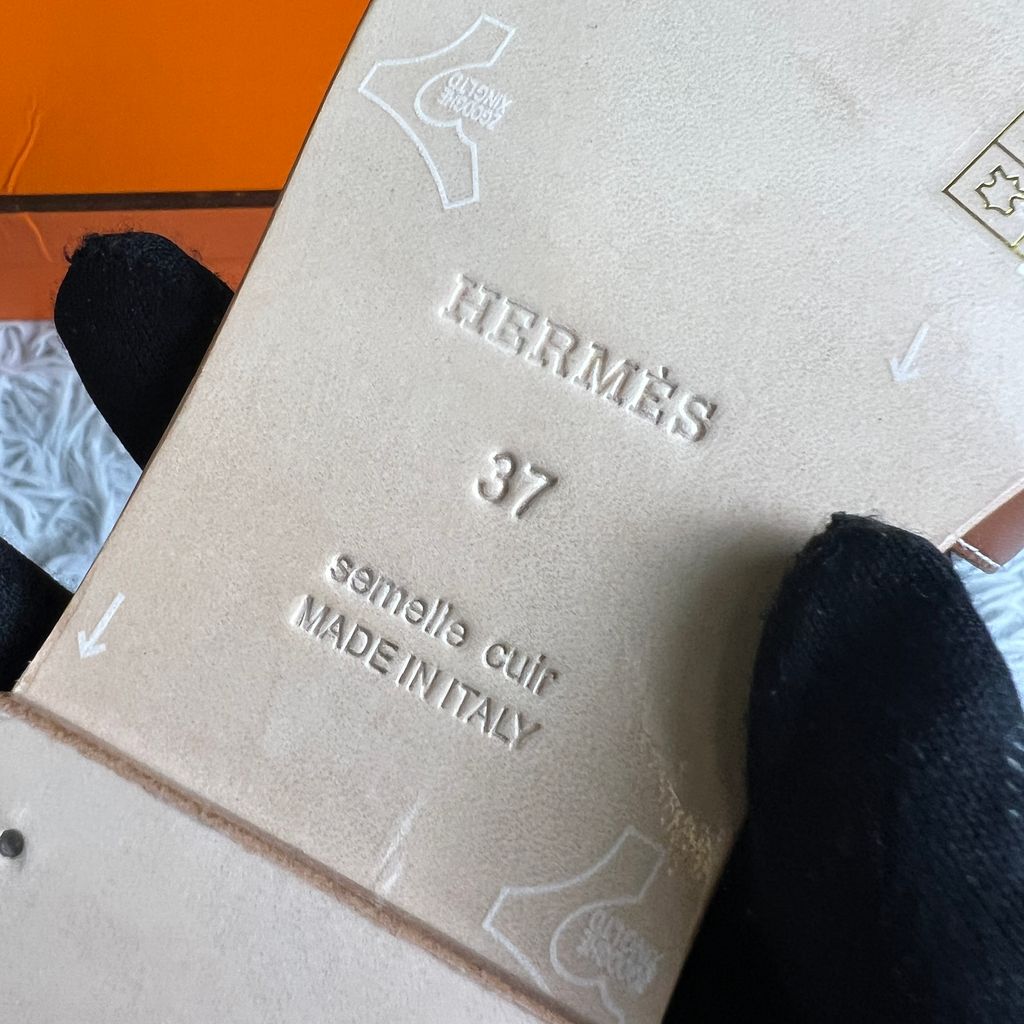 HERMÈS
37
semelle cuir
MADE IN ITALY